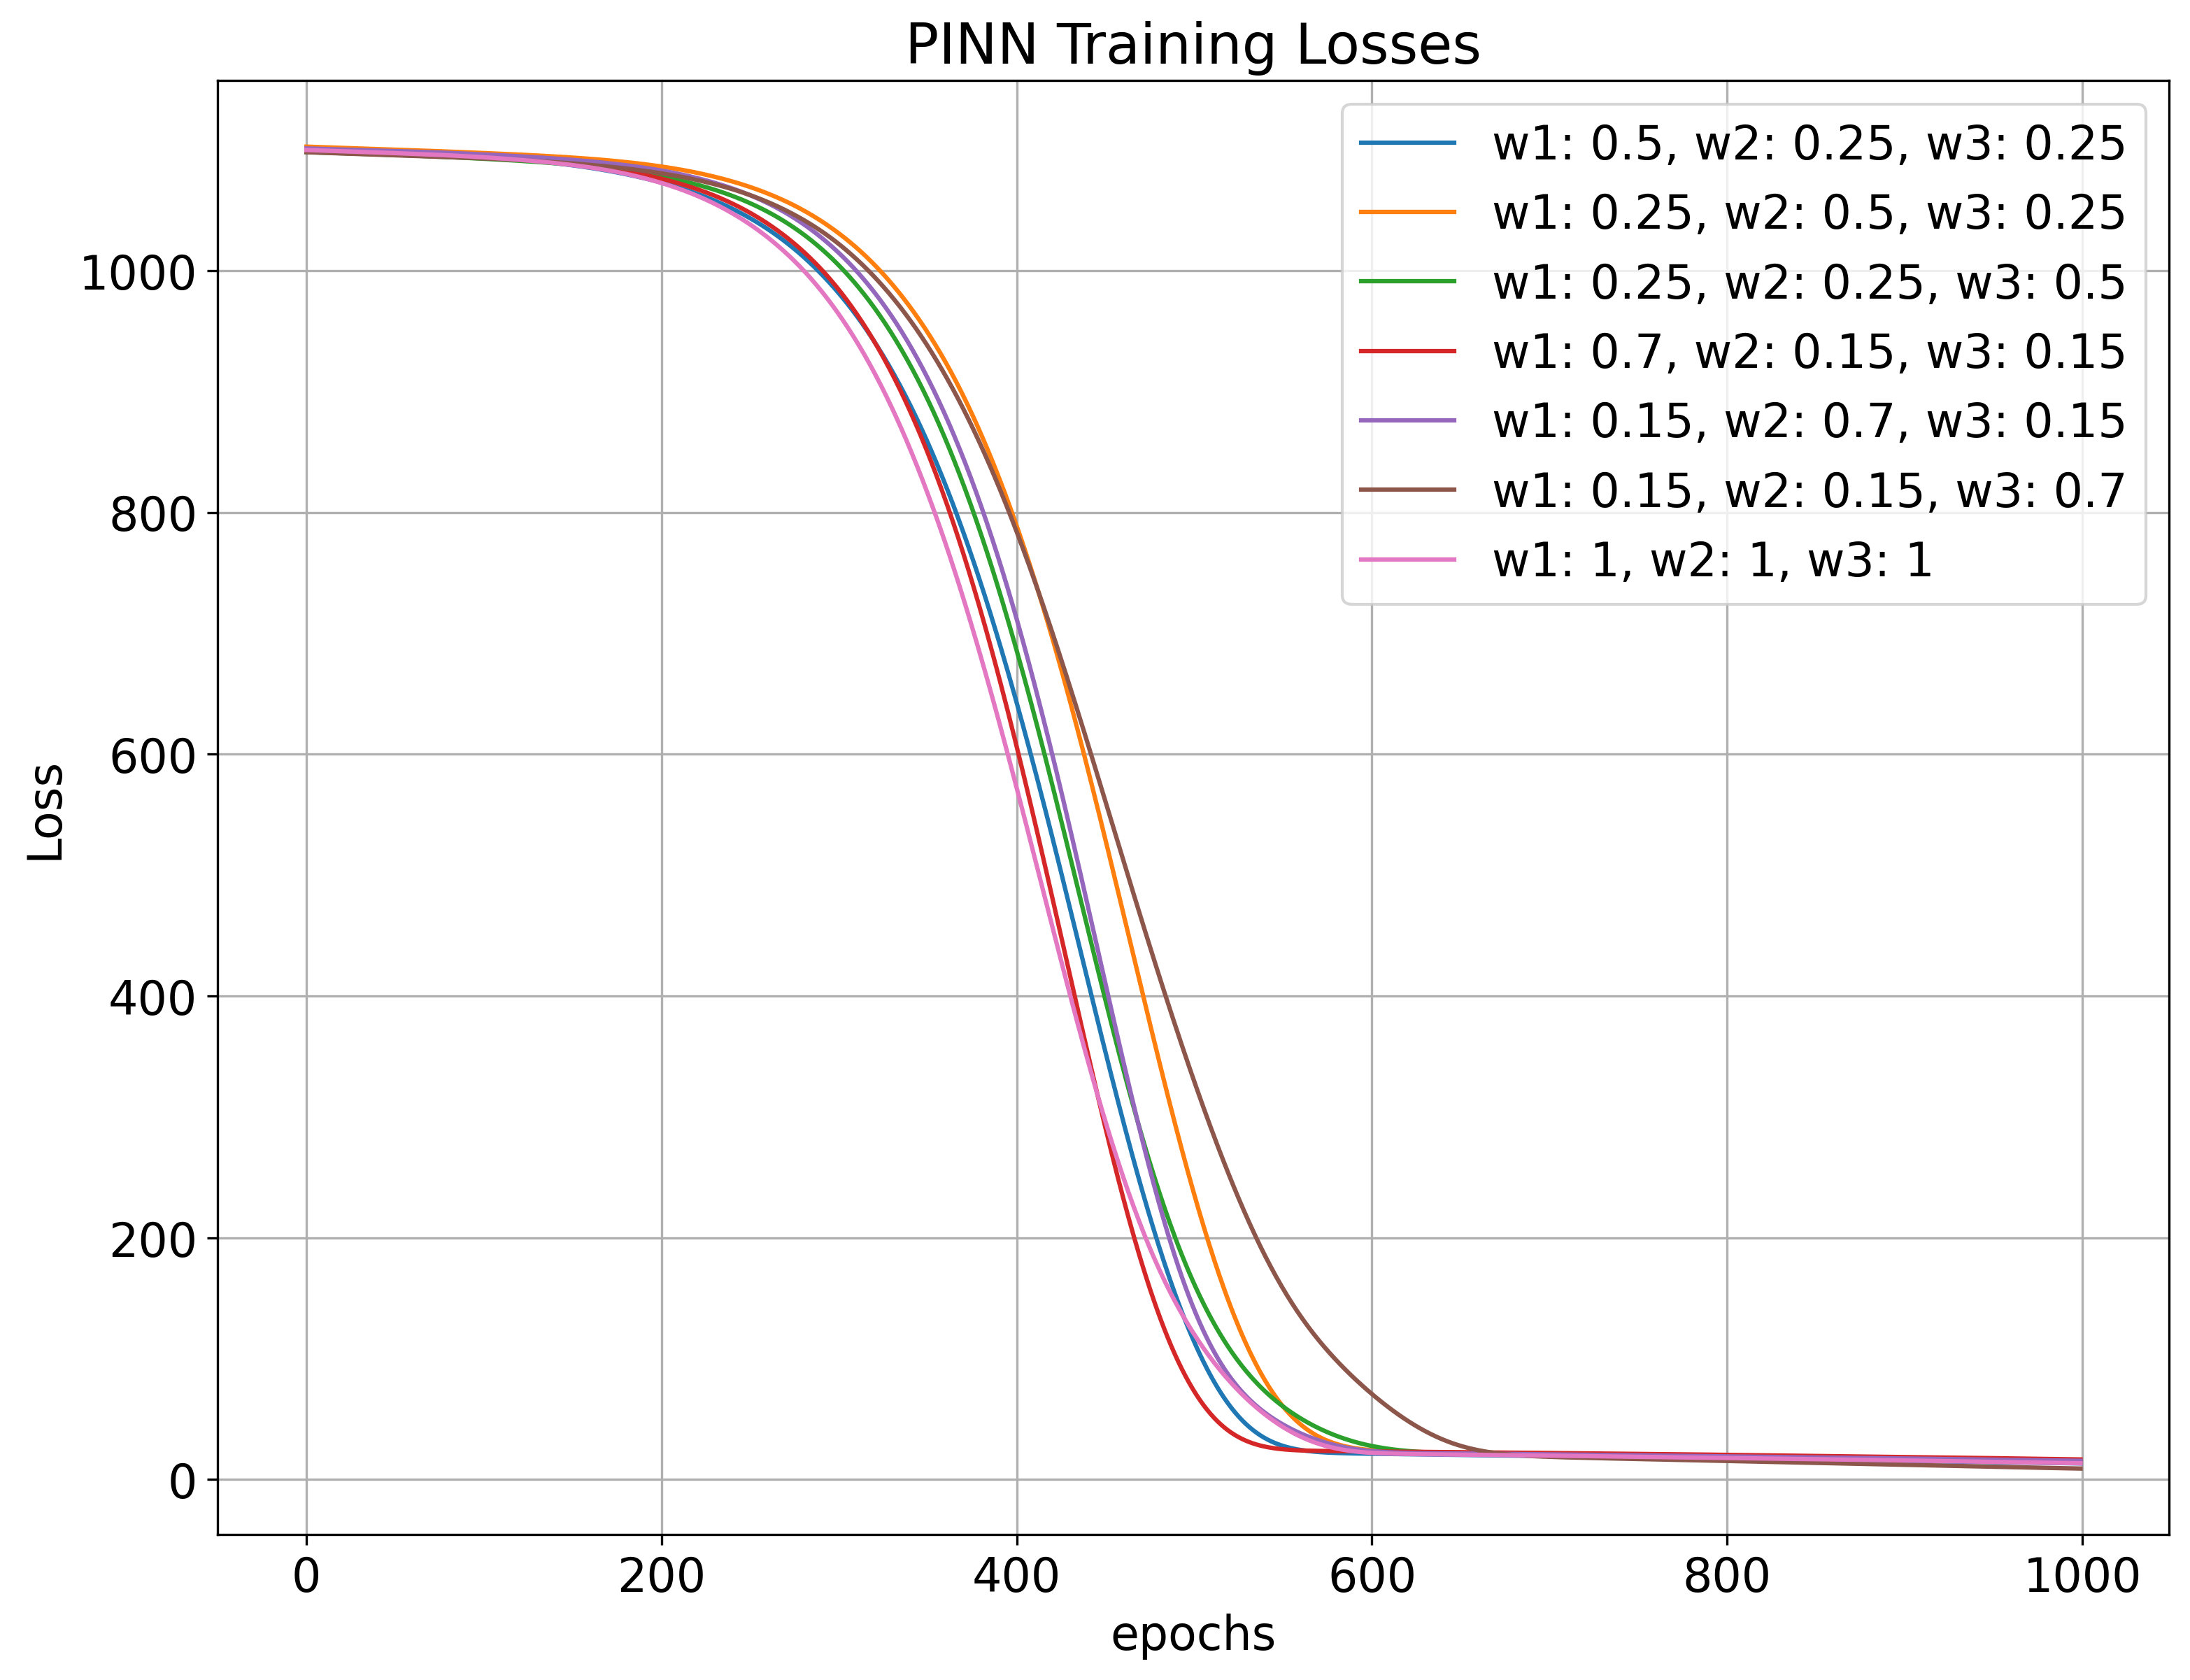 PINN Training Losses
w1: 0.5, w2: 0.25, w3: 0.25
w1: 0.25, w2: 0.5, w3: 0.25
w1: 0.25, w2: 0.25, w3: 0.5
w1: 0.7, w2: 0.15, w3: 0.15
w1: 0.15, w2: 0.7, w3: 0.15
w1: 0.15, w2: 0.15, w3: 0.7
w1: 1, w2: 1, w3: 1
1000
800
600
400
200
0
Loss
0 200 400 600 800 1000
epochs